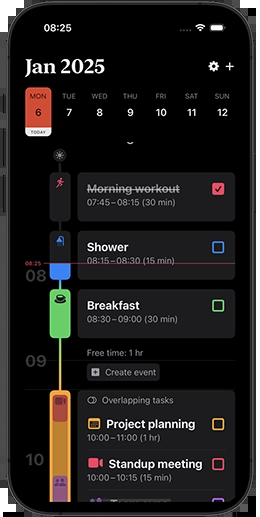 08:25
Jan 2025
MON TUE WED THU FRI SAT SUN
6 7 8 9 10 11 12
TODAY
Morning workout
07:45 – 08:15 (30 min)
Shower
08:25
08:15 – 08:30 (15 min)
08
Breakfast
08:30 – 09:00 (30 min)
Free time: 1 hr
09
Create event
Overlapping tasks
Project planning
10:00 – 11:00 (1 hr)
10
Standup meeting
10:00 – 10:15 (15 min)